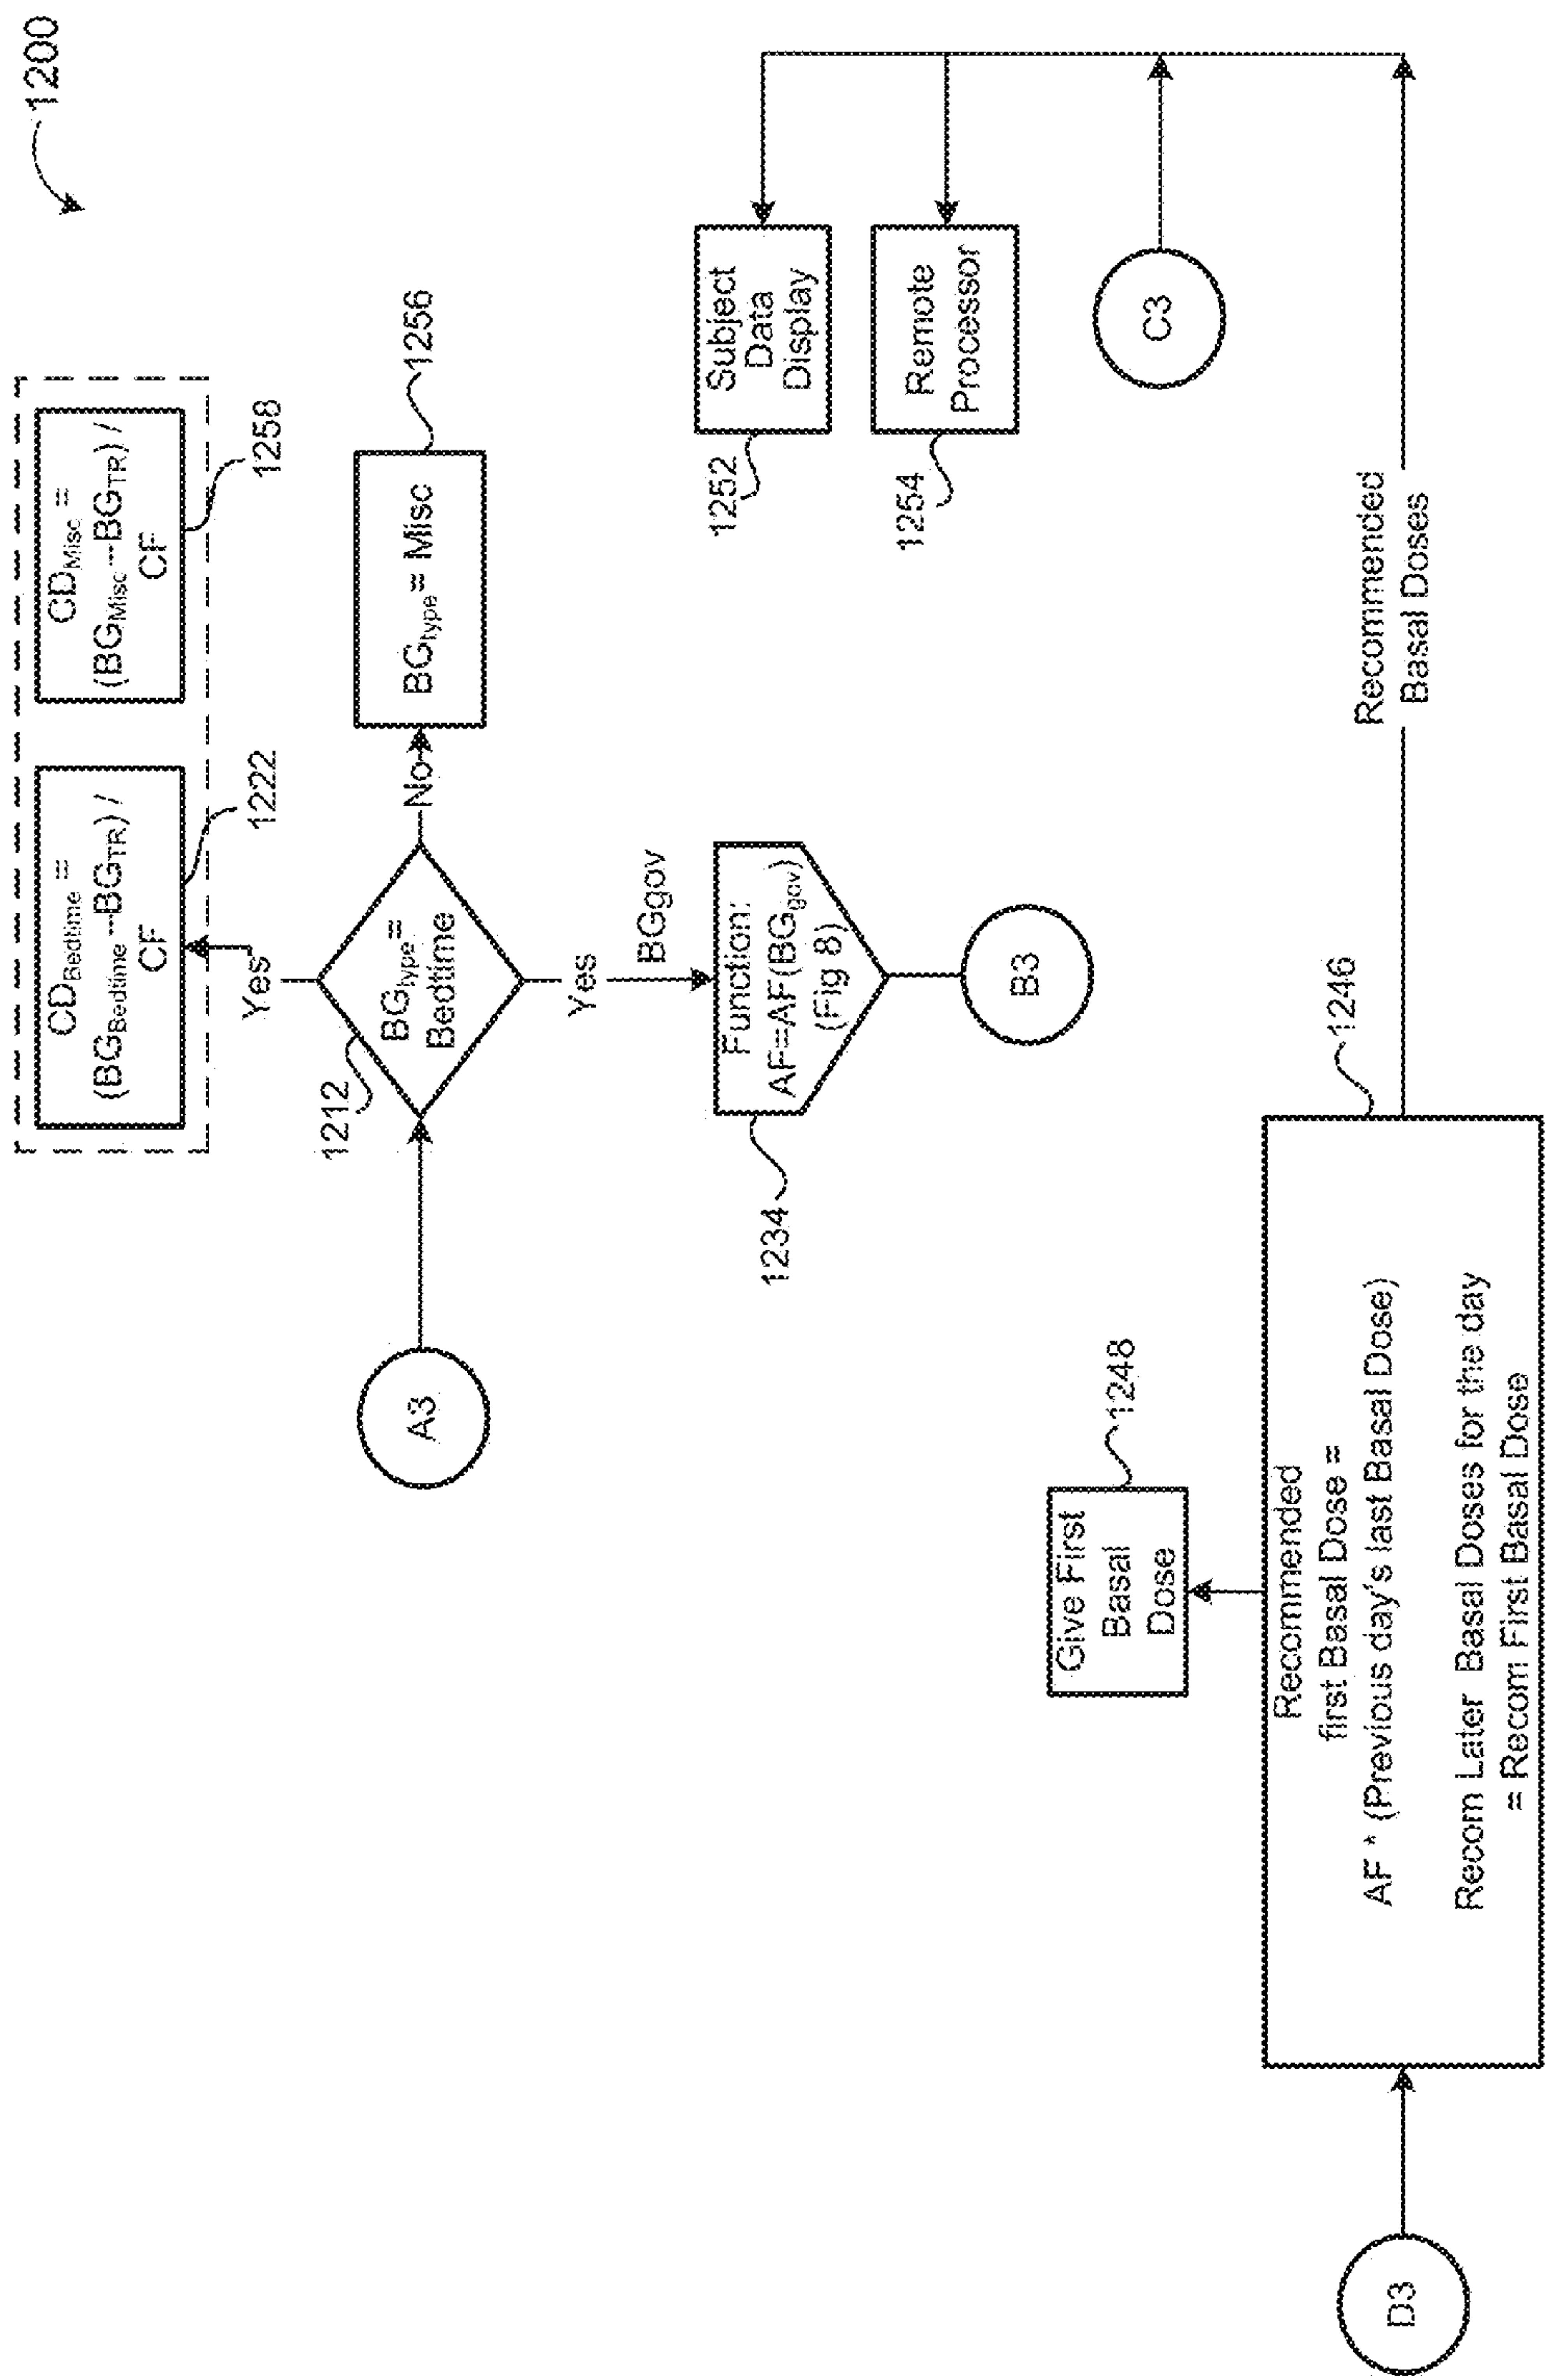 1200
CD_Bedtime =
(BG_Bedtime--BG_TR) /
CF
1222
CD_Misc =
(BG_Misc--BG_TR) /
CF
1258
Yes
A3
1212
BG_type=
Bedtime
No
BG_type= Misc
1256
Yes
BGgov
1234
Function:
AF=AF(BG_gov)
(Fig 8)
B3
1252
Subject
Data
Display
1254
Remote
Processor
C3
Give First
Basal
Dose
1248
D3
Recommended
first Basal Dose =
AF * (Previous day's last Basal Dose)
Recom Later Basal Doses for the day
= Recom First Basal Dose
1246
Recommended
Basal Doses